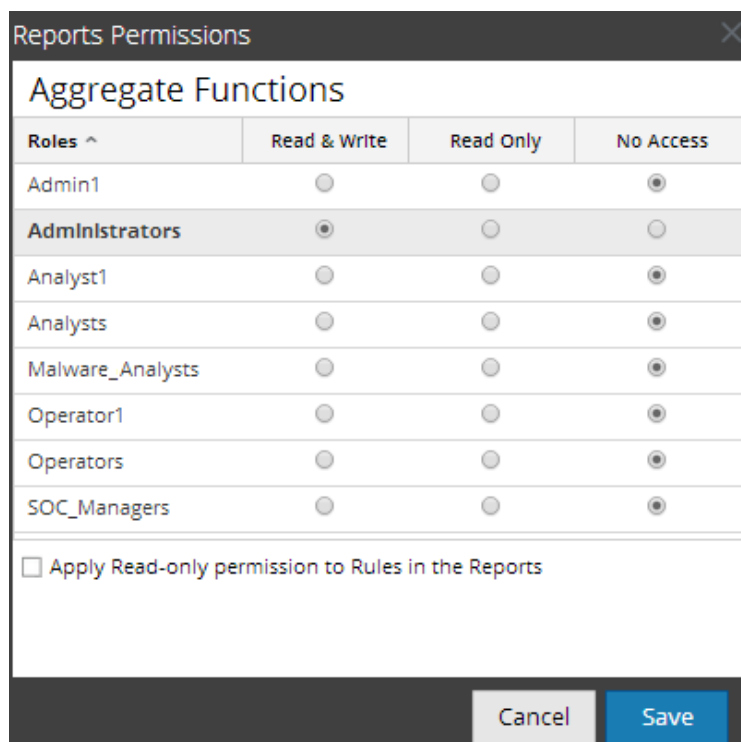 Reports Permissions
Aggregate Functions
Roles Read & Write Read Only No Access
Admin1
Administrators
Analyst1
Analysts
Malware_Analysts
Operator1
Operators
SOC_Managers
Apply Read-only permission to Rules in the Reports
Cancel Save